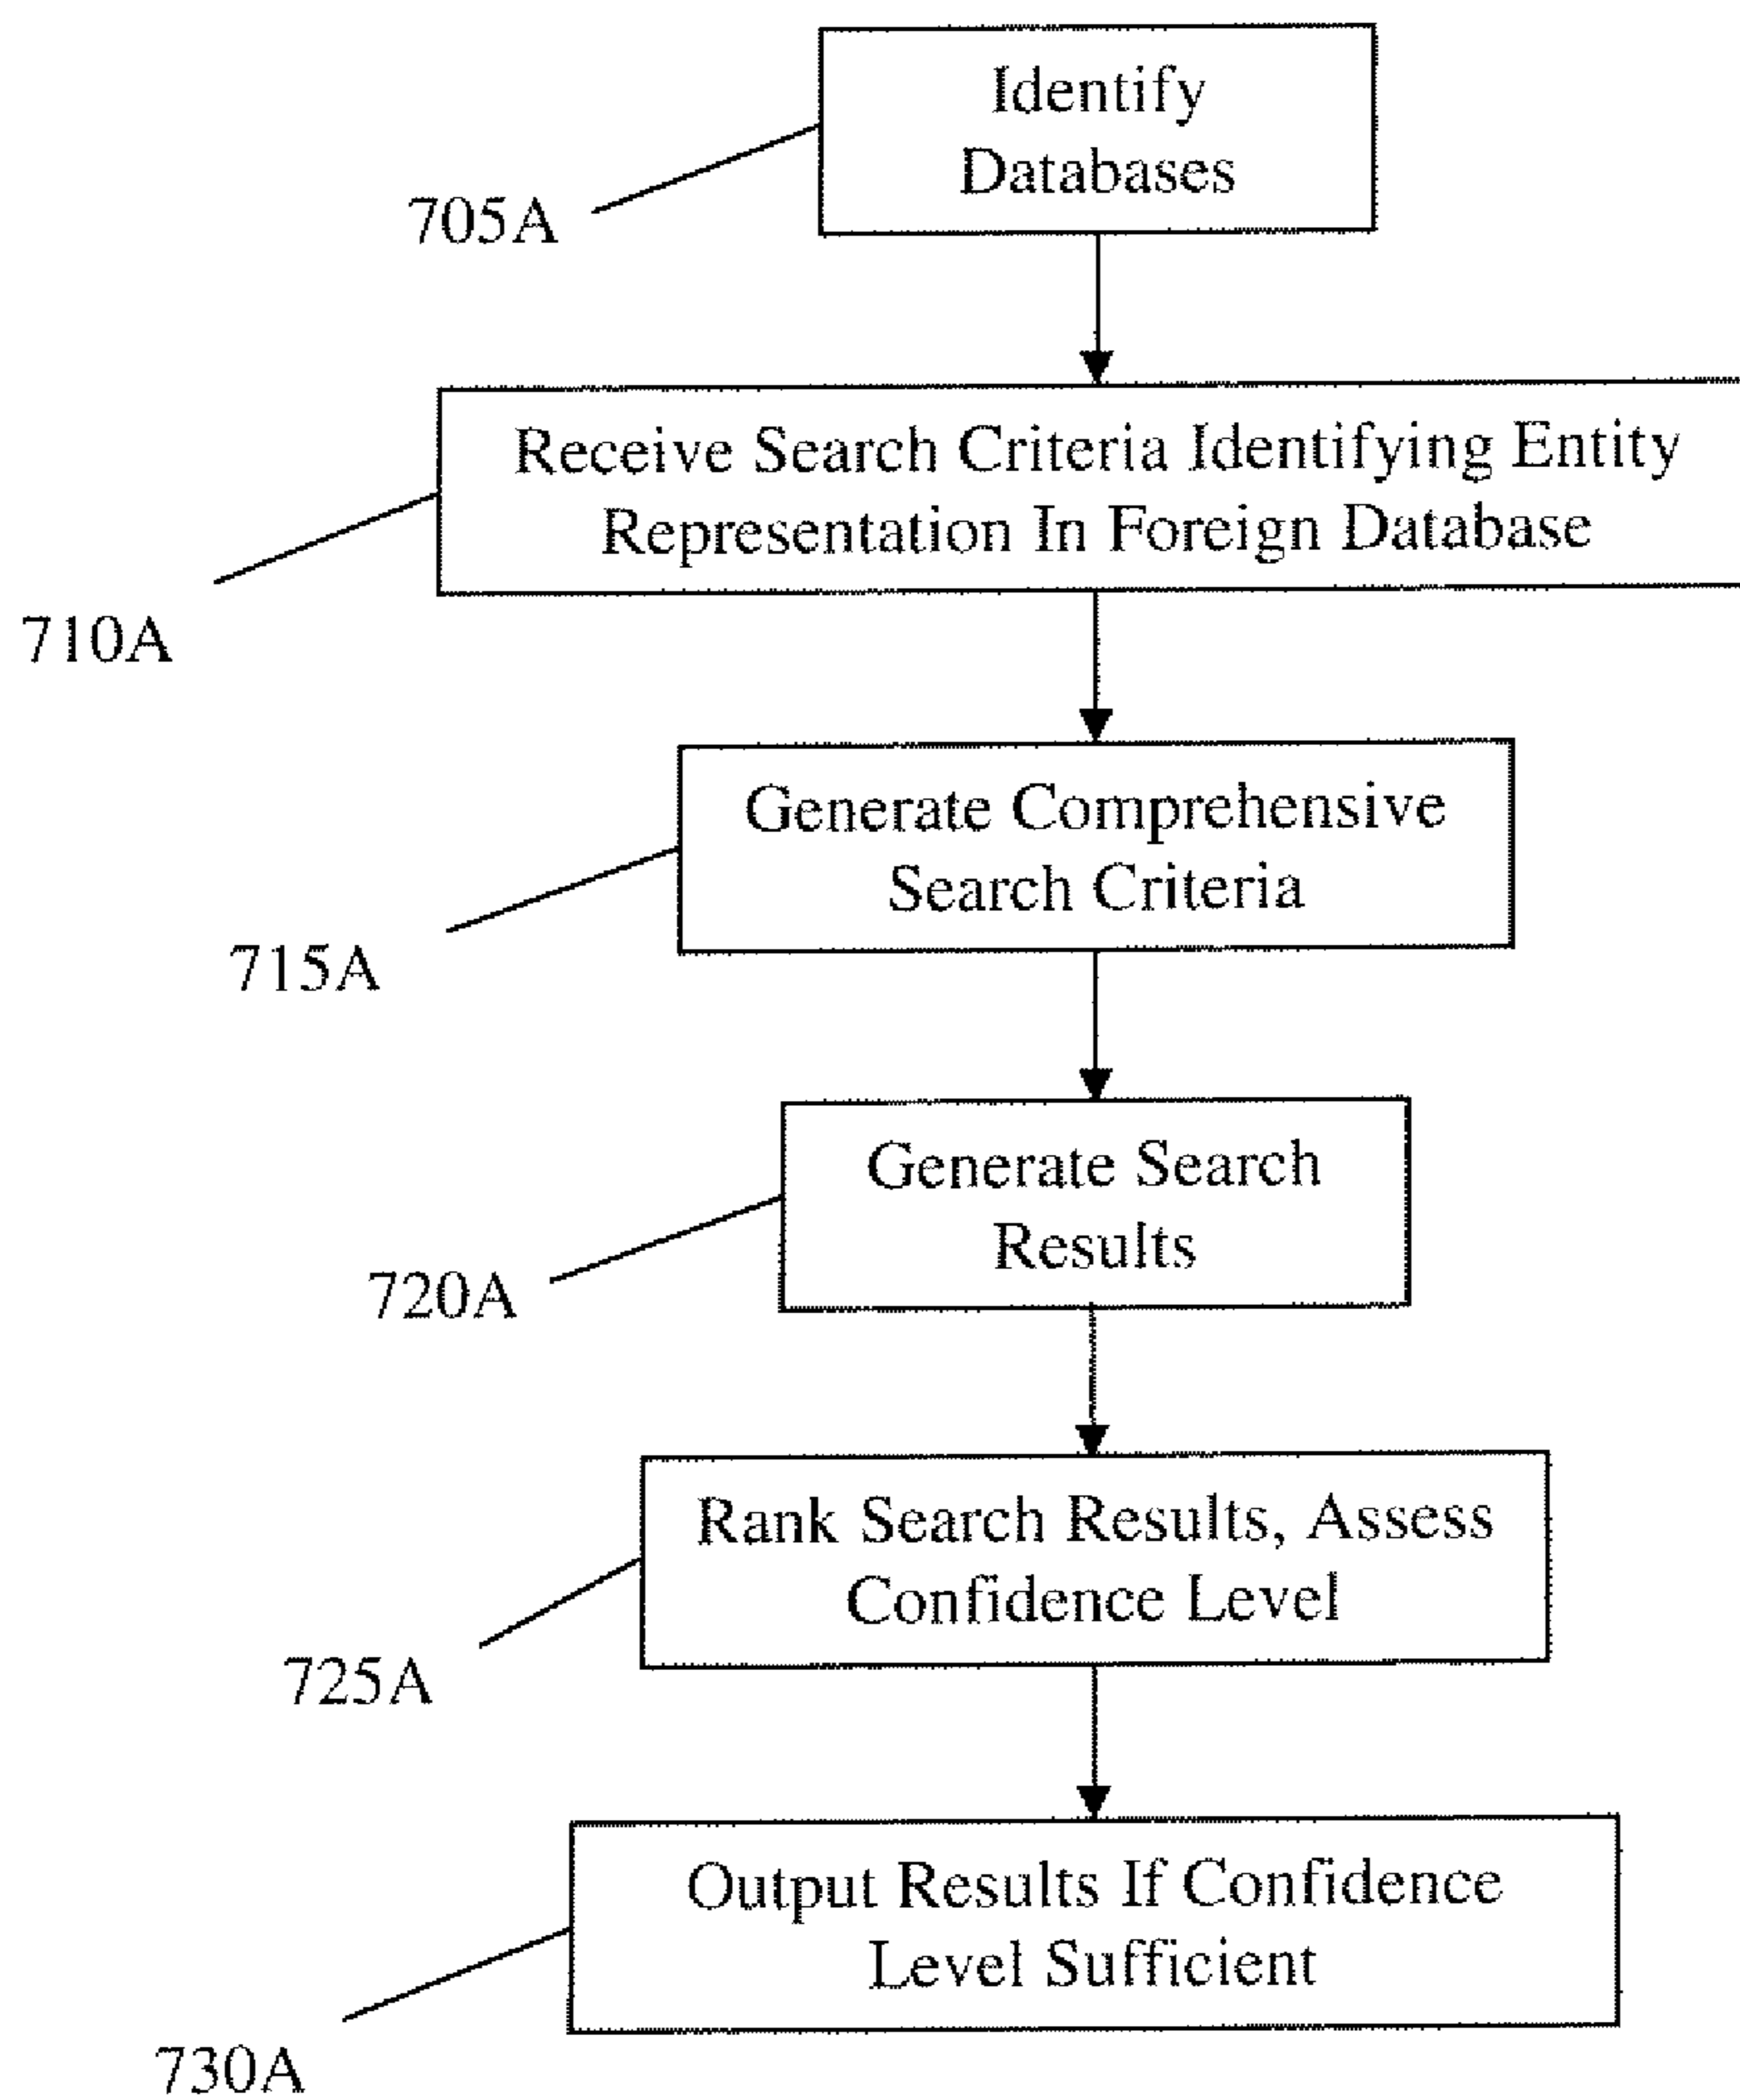 Identify
Databases
705A
Receive Search Criteria Identifying Entity
Representation In Foreign Database
710A
Generate Comprehensive
Search Criteria
715A
Generate Search
Results
720A
Rank Search Results, Assess
Confidence Level
725A
Output Results If Confidence
Level Sufficient
730A